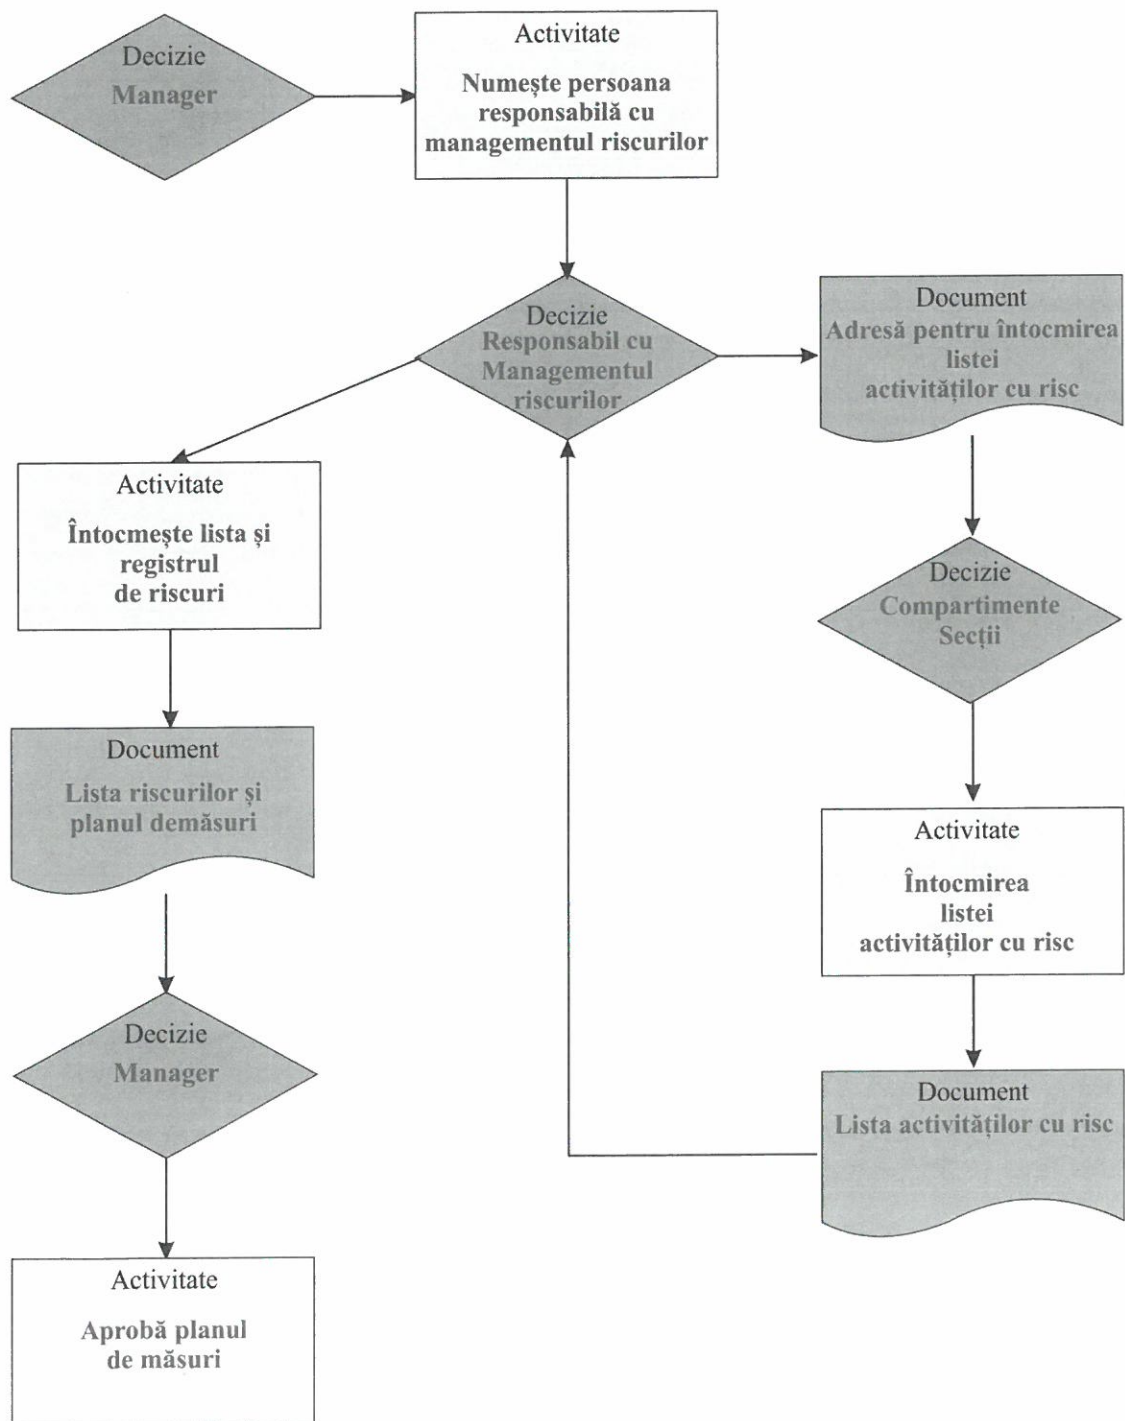 Decizie
Manager
Activitate
Numește persoana
responsabilă cu
managementul riscurilor
Decizie
Responsabil cu
Managementul
riscurilor
Document
Adresă pentru întocmirea
listei
activităților cu risc
Activitate
Întocmește lista și
registrul
de riscuri
Decizie
Compartimente
Secții
Document
Lista riscurilor și
planul demăsuri
Activitate
Întocmirea
listei
activităților cu risc
Decizie
Manager
Document
Lista activităților cu risc
Activitate
Aprobă planul
de măsuri